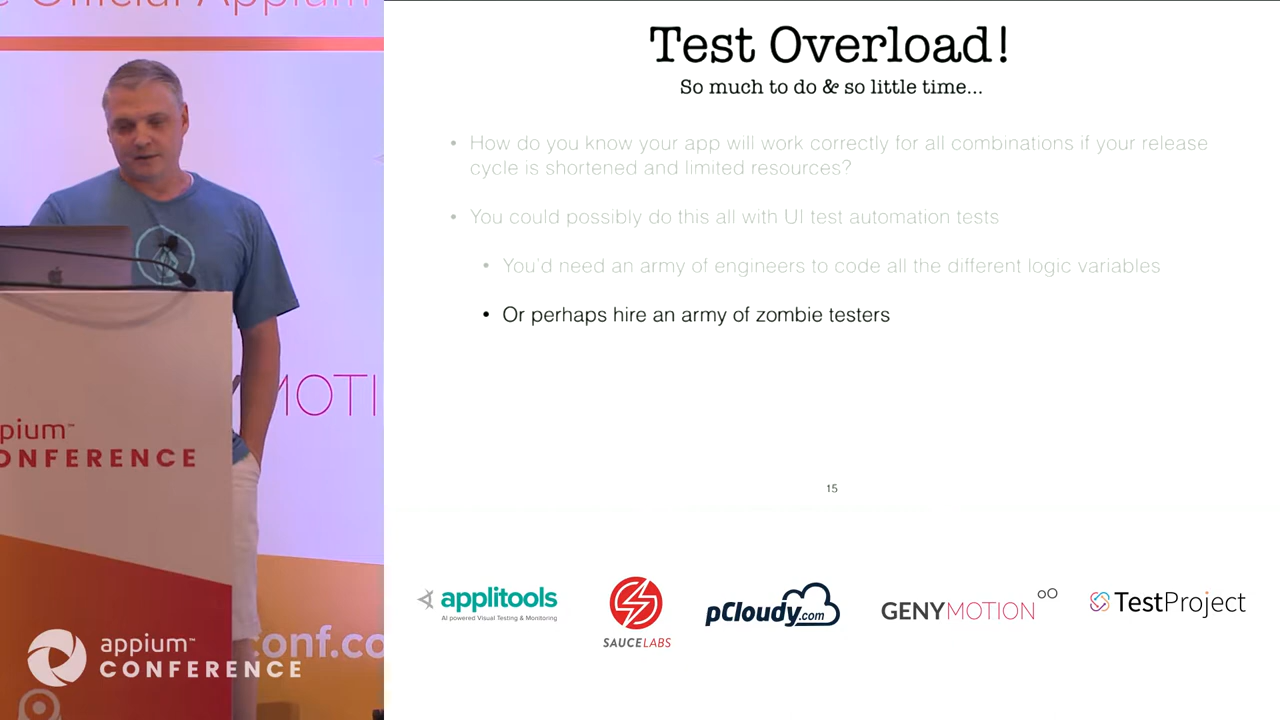 e Official Appium
Test Overload!
So much to do & so little time...
• How do you know your app will work correctly for all combinations if your release
cycle is shortened and limited resources?
• You could possibly do this all with UI test automation tests
• You'd need an army of engineers to code all the different logic variables
• Or perhaps hire an army of zombie testers
15
MOTI
pium™
ONFERENCE
conf.co
appium™
CONFERENCE
applitools
AI powered Visual Testing & Monitoring
SAUCELABS
pCloudy.com
GENYMOTION
TestProject